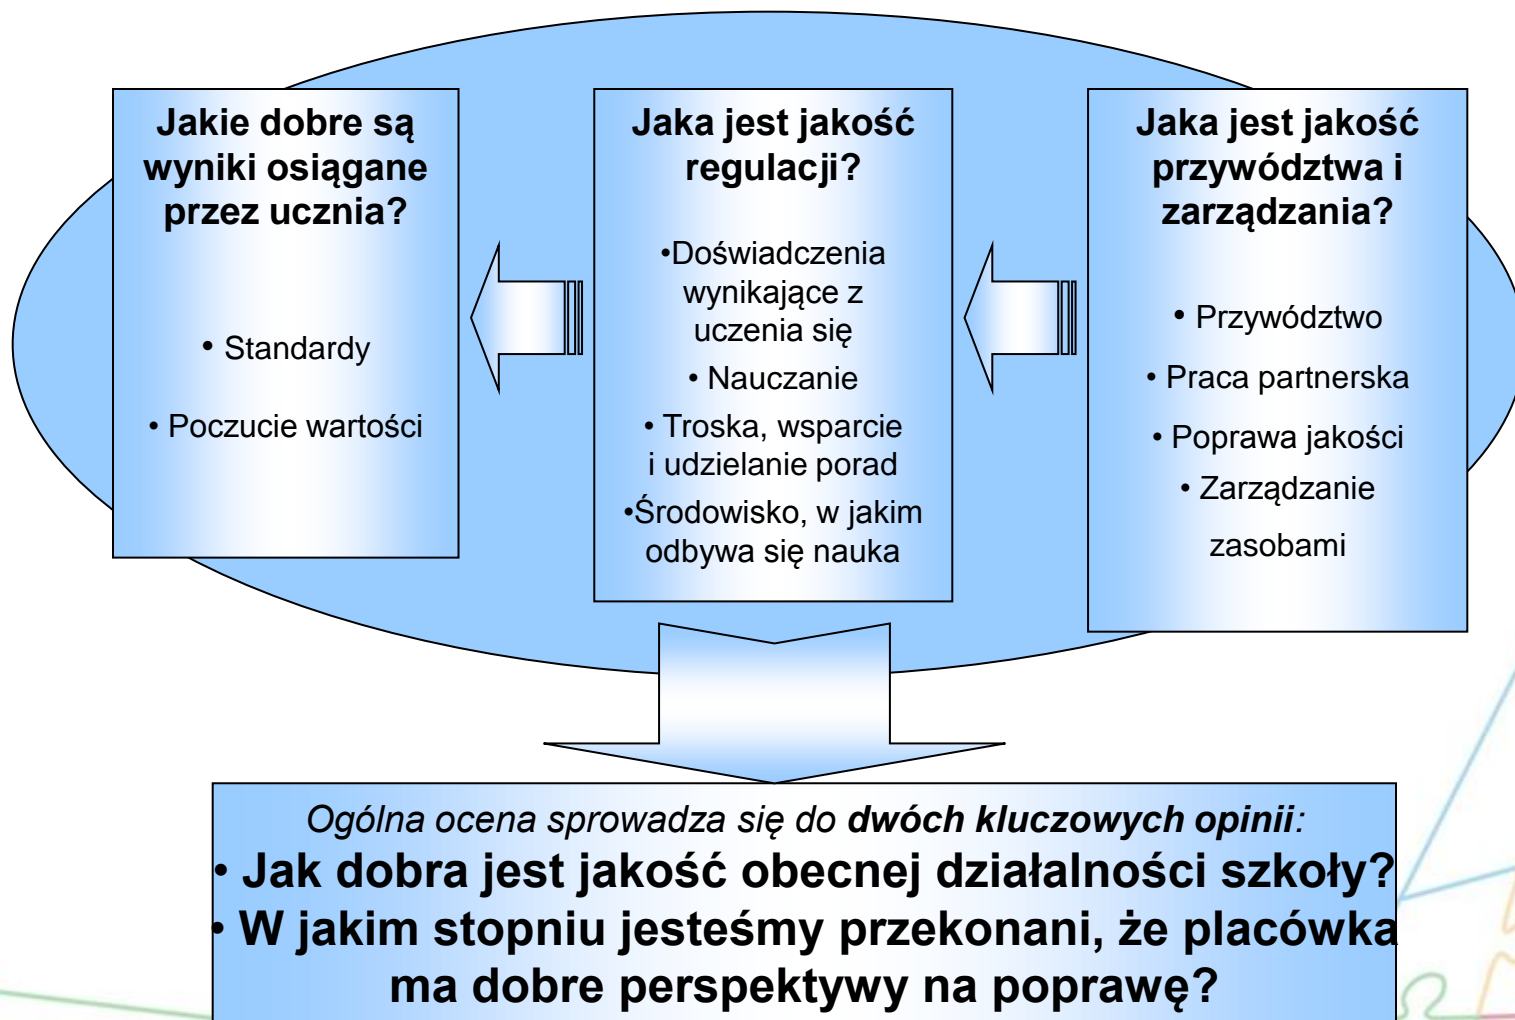 Jakie dobre są
wyniki osiągane
przez ucznia?
• Standardy
• Poczucie wartości
Jaka jest jakość
regulacji?
•Doświadczenia
wynikające z
uczenia się
• Nauczanie
• Troska, wsparcie
i udzielanie porad
•Środowisko, w jakim
odbywa się nauka
Jaka jest jakość
przywództwa i
zarządzania?
• Przywództwo
• Praca partnerska
• Poprawa jakości
• Zarządzanie
zasobami
Ogólna ocena sprowadza się do dwóch kluczowych opinii:
• Jak dobra jest jakość obecnej działalności szkoły?
• W jakim stopniu jesteśmy przekonani, że placówka
ma dobre perspektywy na poprawę?